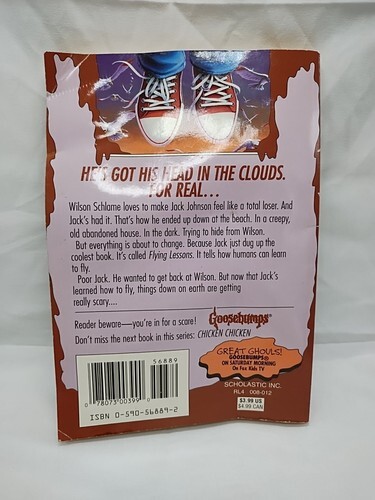 HE'S GOT HIS HEAD IN THE CLOUDS.
FOR REAL...
Wilson Schlame loves to make Jack Johnson feel like a total loser. And
Jack's had it. That's how he ended up down at the beach. In a creepy,
old abandoned house. In the dark. Trying to hide from Wilson.
But everything is about to change. Because Jack just dug up the
coolest book. It's called Flying Lessons. It tells how humans can learn
to fly.
Poor Jack. He wanted to get back at Wilson. But now that Jack's
learned how to fly, things down on earth are getting
really scary....
Reader beware—you're in for a scare!
Goosebumps®
Don't miss the next book in this series: CHICKEN CHICKEN
56889
0 78073 00399
ISBN 0-590-56889-2
GREAT GHOULS!
GOOSEBUMPS®
ON SATURDAY MORNING
On Fox Kids TV
SCHOLASTIC INC.
RL4 008-012
$3.99 US
$4.99 CAN